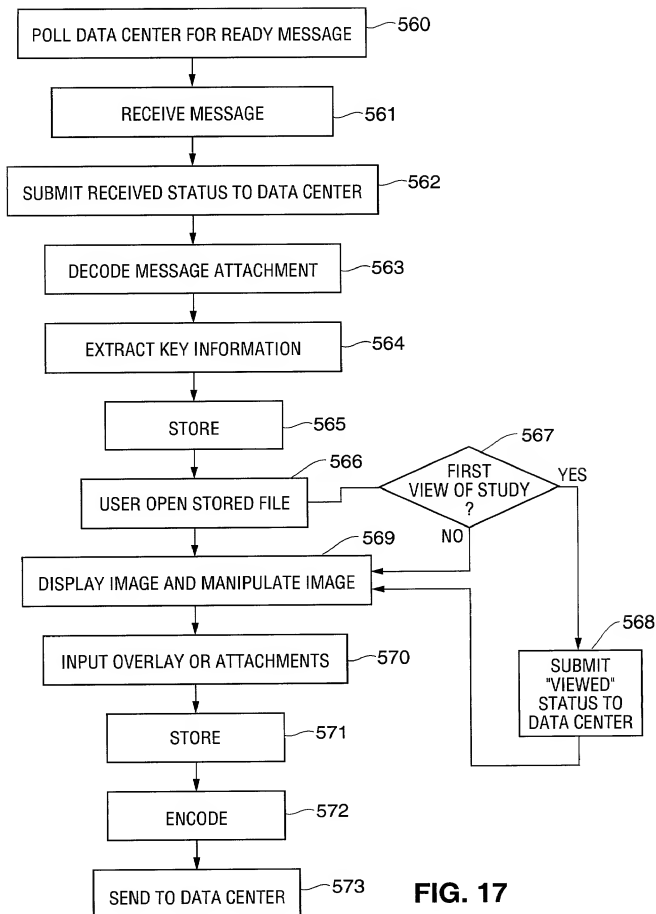 POLL DATA CENTER FOR READY MESSAGE
560
RECEIVE MESSAGE
561
SUBMIT RECEIVED STATUS TO DATA CENTER
562
DECODE MESSAGE ATTACHMENT
563
EXTRACT KEY INFORMATION
564
STORE
565
566
USER OPEN STORED FILE
567
FIRST
VIEW OF STUDY
?
YES
NO
569
DISPLAY IMAGE AND MANIPULATE IMAGE
568
SUBMIT
"VIEWED"
STATUS TO
DATA CENTER
INPUT OVERLAY OR ATTACHMENTS
570
STORE
571
ENCODE
572
SEND TO DATA CENTER
573
FIG. 17